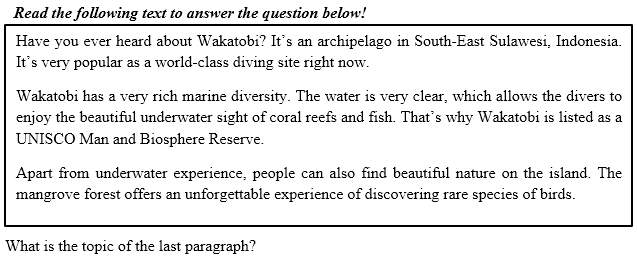 Read the following text to answer the question below!
Have you ever heard about Wakatobi? It's an archipelago in South-East Sulawesi, Indonesia.
It's very popular as a world-class diving site right now.
Wakatobi has a very rich marine diversity. The water is very clear, which allows the divers to
enjoy the beautiful underwater sight of coral reefs and fish. That's why Wakatobi is listed as a
UNISCO Man and Biosphere Reserve.
Apart from underwater experience, people can also find beautiful nature on the island. The
mangrove forest offers an unforgettable experience of discovering rare species of birds.
What is the topic of the last paragraph?